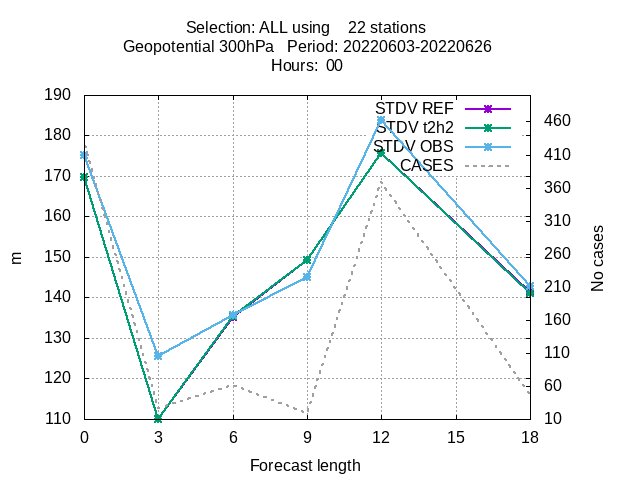 Selection: ALL using    22 stations
Geopotential 300hPa   Period: 20220603-20220626
Hours:  00
STDV REF
STDV t2h2
STDV OBS
CASES
190
180
170
160
150
140
130
120
110
m
460
410
360
310
260
210
160
110
60
10
No cases
0 3 6 9 12 15 18
Forecast length